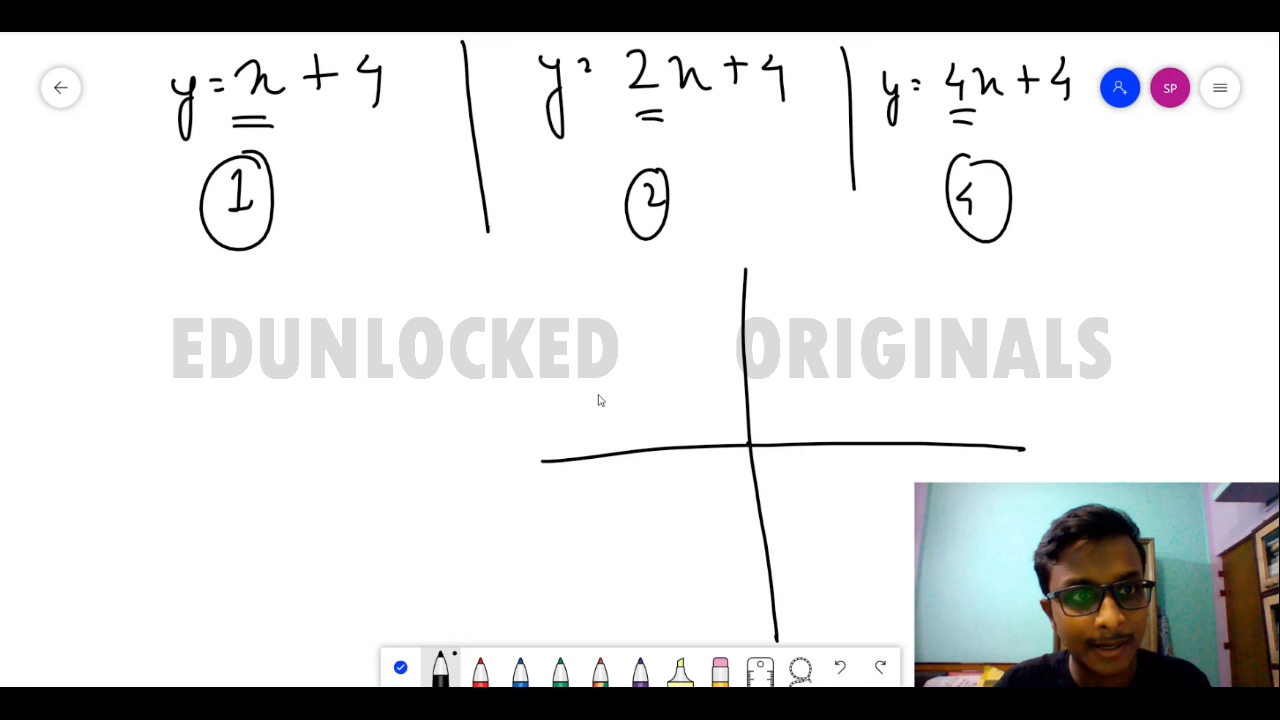 y = x + 4 | y = 2x + 4 | y = 4x + 4
SP
1 2 4
EDUNLOCKED ORIGINALS